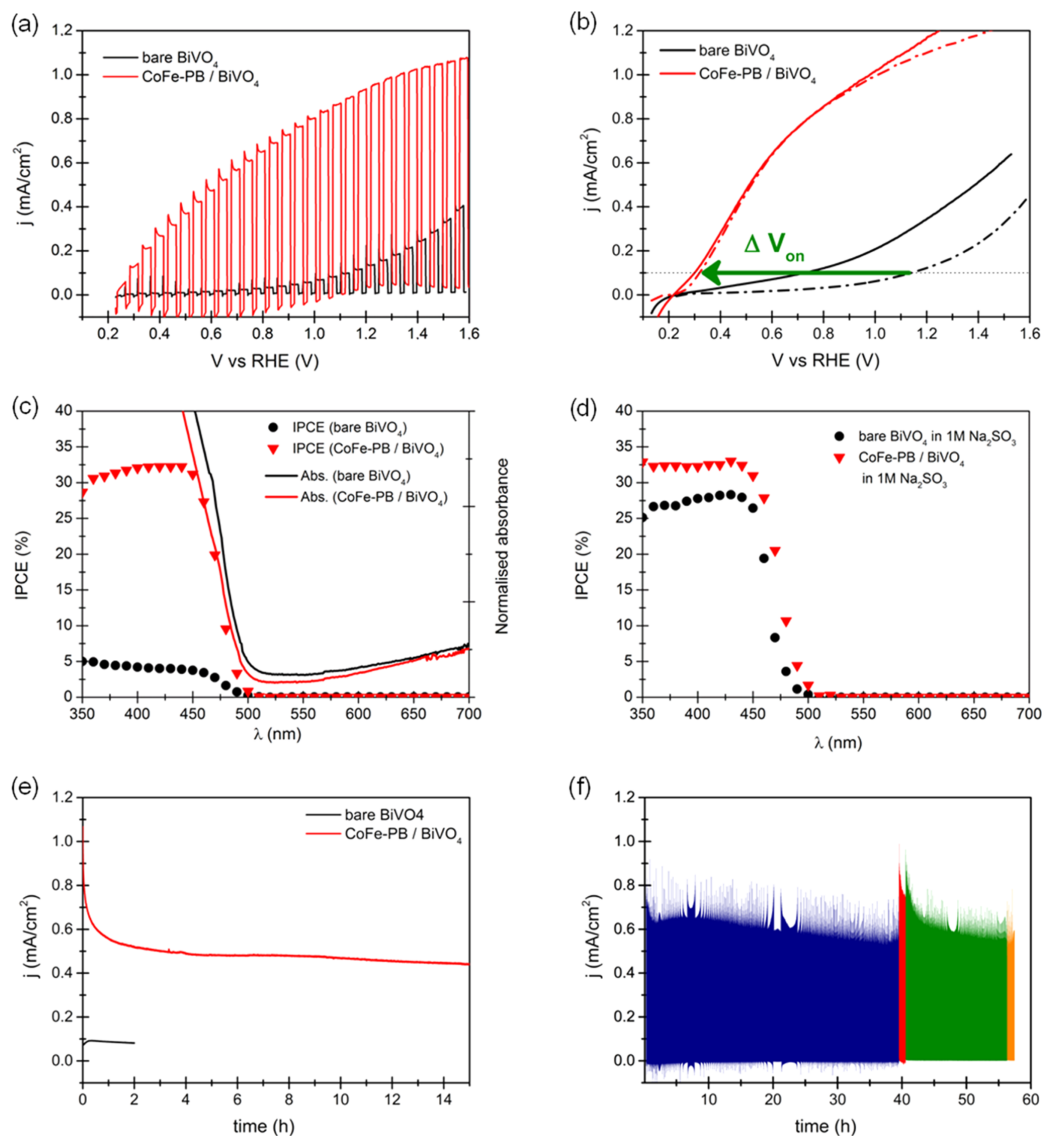 (a)
1.2
1.0
0.8
0.6
0.4
0.2
0.0
j (mA/cm²)
bare BiVO₄
CoFe-PB / BiVO₄
0.2 0.4 0.6 0.8 1.0 1.2 1.4 1.6
V vs RHE (V)
(b)
1.2
1.0
0.8
0.6
0.4
0.2
0.0
j (mA/cm²)
bare BiVO₄
CoFe-PB / BiVO₄
Δ Vₒₙ
0.2 0.4 0.6 0.8 1.0 1.2 1.4 1.6
V vs RHE (V)
(c)
40
35
30
25
20
15
10
5
0
IPCE (%)
IPCE (bare BiVO₄)
IPCE (CoFe-PB / BiVO₄)
Abs. (bare BiVO₄)
Abs. (CoFe-PB / BiVO₄)
Normalised absorbance
350 400 450 500 550 600 650 700
λ (nm)
(d)
40
35
30
25
20
15
10
5
0
IPCE (%)
bare BiVO₄ in 1M Na₂SO₃
CoFe-PB / BiVO₄
in 1M Na₂SO₃
350 400 450 500 550 600 650 700
λ (nm)
(e)
1.2
1.0
0.8
0.6
0.4
0.2
0.0
j (mA/cm²)
bare BiVO4
CoFe-PB / BiVO₄
0 2 4 6 8 10 12 14
time (h)
(f)
1.2
1.0
0.8
0.6
0.4
0.2
0.0
j (mA/cm²)
10 20 30 40 50 60
time (h)